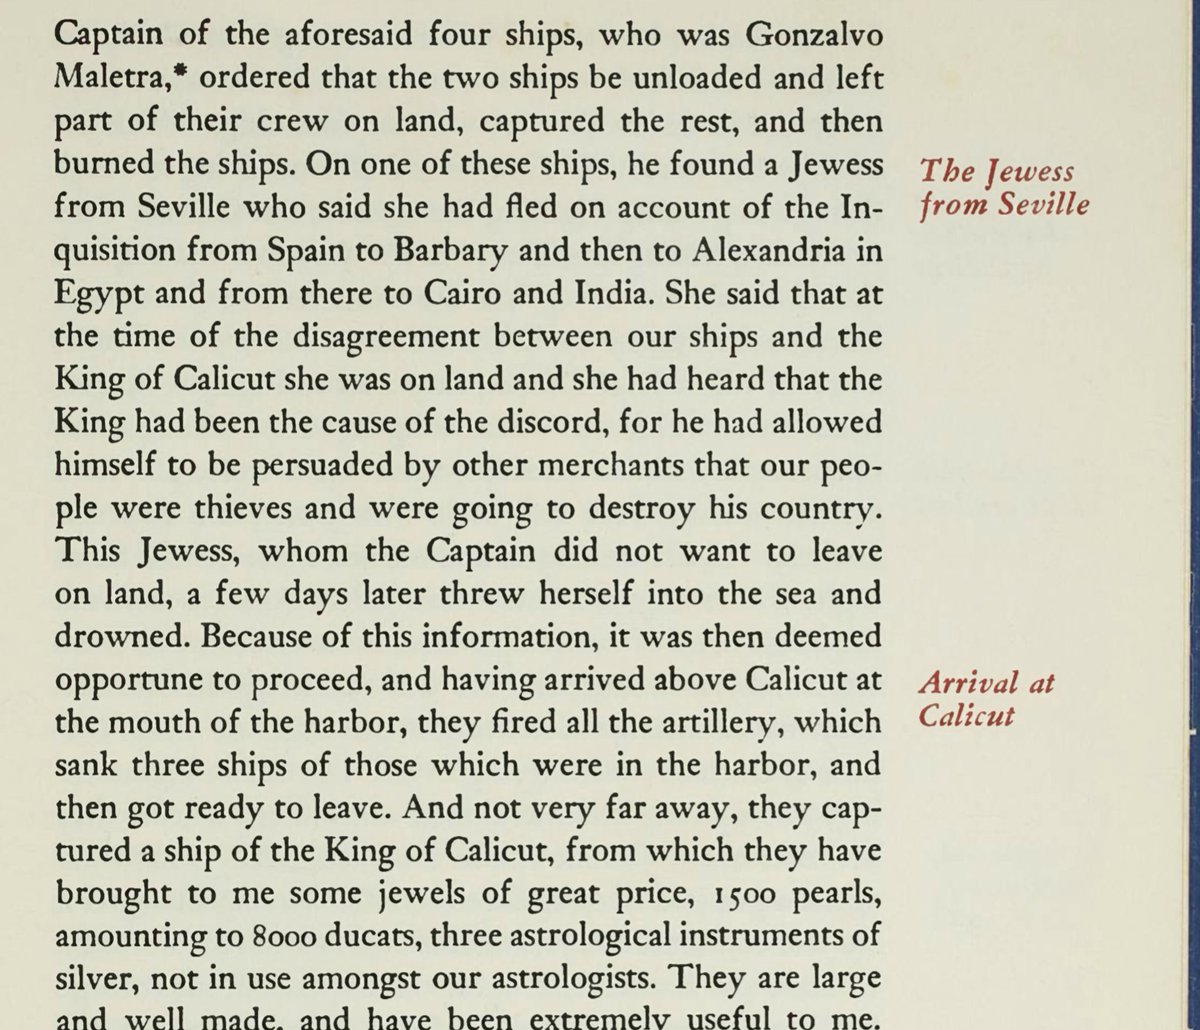 Captain of the aforesaid four ships, who was Gonzalvo
Maletra,* ordered that the two ships be unloaded and left
part of their crew on land, captured the rest, and then
burned the ships. On one of these ships, he found a Jewess
from Seville who said she had fled on account of the In-
quisition from Spain to Barbary and then to Alexandria in
Egypt and from there to Cairo and India. She said that at
the time of the disagreement between our ships and the
King of Calicut she was on land and she had heard that the
King had been the cause of the discord, for he had allowed
himself to be persuaded by other merchants that our peo-
ple were thieves and were going to destroy his country.
This Jewess, whom the Captain did not want to leave
on land, a few days later threw herself into the sea and
drowned. Because of this information, it was then deemed
opportune to proceed, and having arrived above Calicut at
the mouth of the harbor, they fired all the artillery, which
sank three ships of those which were in the harbor, and
then got ready to leave. And not very far away, they cap-
tured a ship of the King of Calicut, from which they have
brought to me some jewels of great price, 1500 pearls,
amounting to 8000 ducats, three astrological instruments of
silver, not in use amongst our astrologists. They are large
and well made, and have been extremely useful to me.
The Jewess
from Seville
Arrival at
Calicut